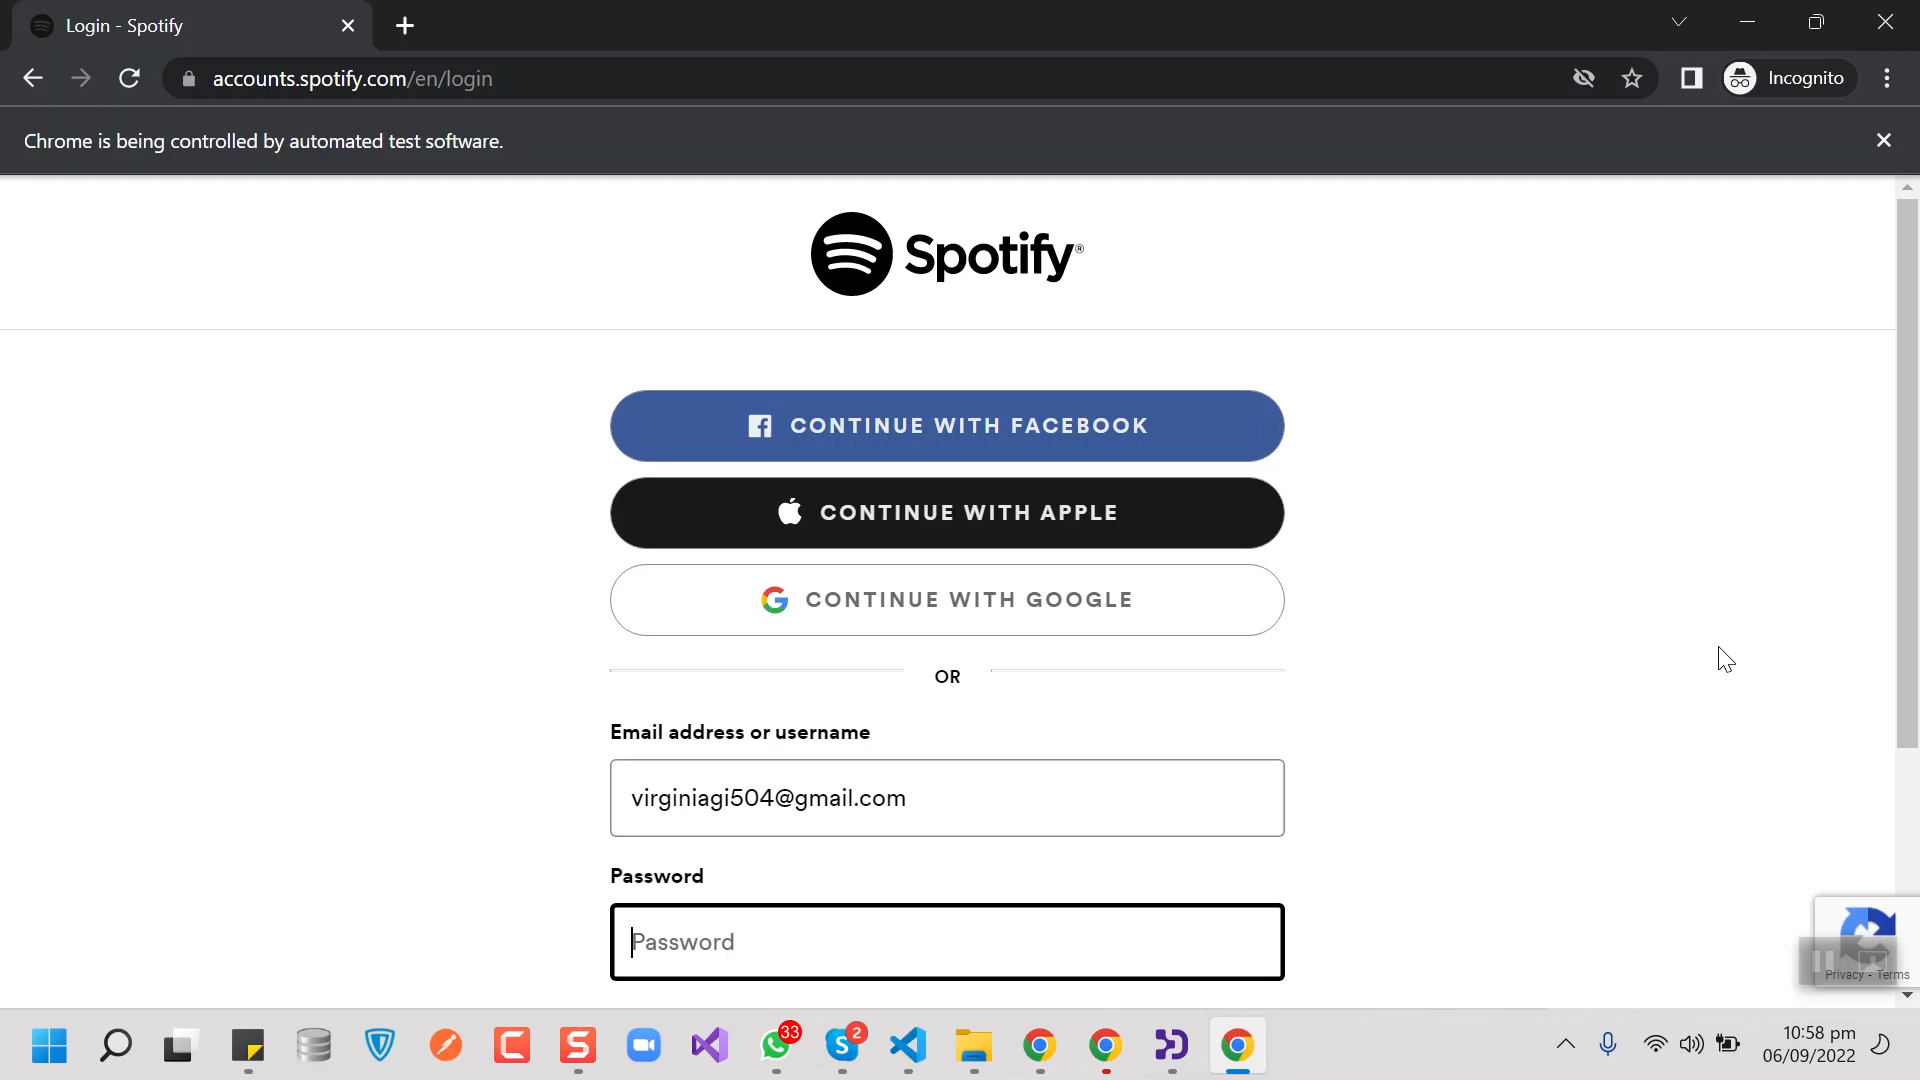 Login - Spotify
accounts.spotify.com/en/login
Incognito
Chrome is being controlled by automated test software.
Spotify®
CONTINUE WITH FACEBOOK
CONTINUE WITH APPLE
CONTINUE WITH GOOGLE
OR
Email address or username
virginiagi504@gmail.com
Password
Password
Privacy - Terms
33
2
10:58 pm
06/09/2022